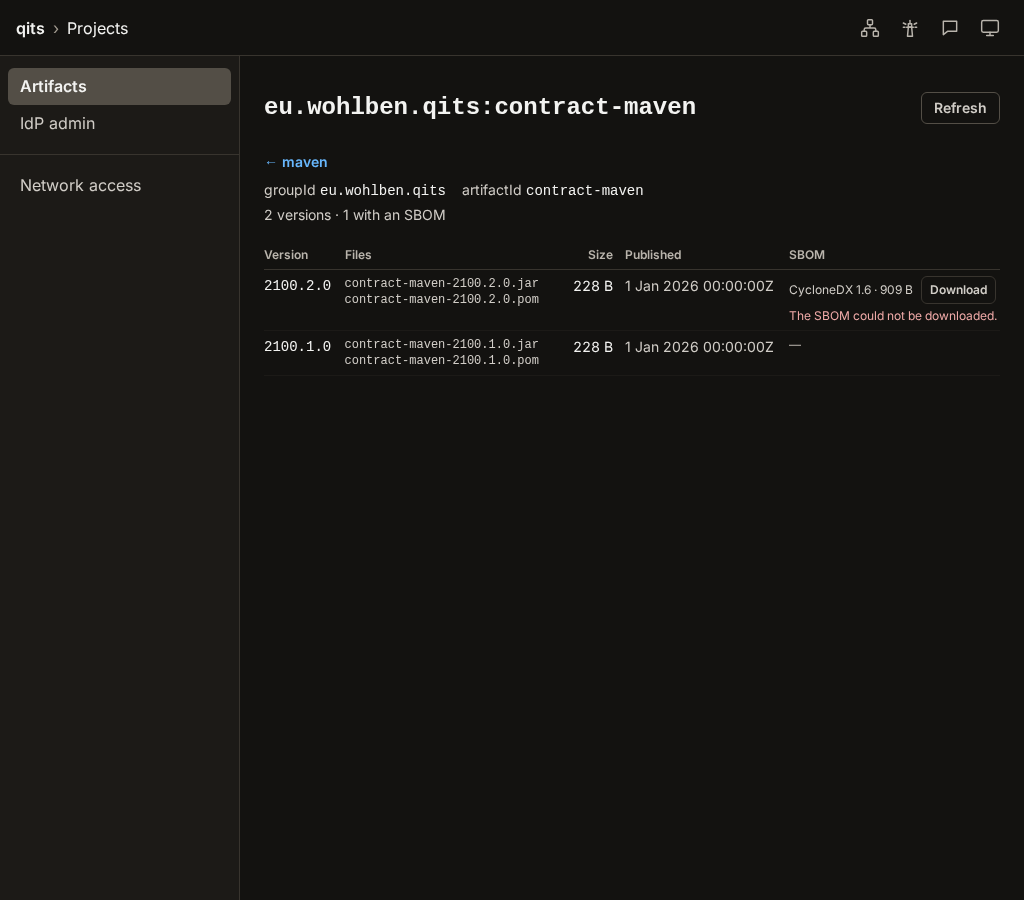 qits › Projects
Artifacts
IdP admin
Network access
eu.wohlben.qits:contract-maven
Refresh
← maven
groupId eu.wohlben.qits artifactId contract-maven
2 versions · 1 with an SBOM
Version Files Size Published SBOM
2100.2.0 contract-maven-2100.2.0.jar 228 B 1 Jan 2026 00:00:00Z CycloneDX 1.6 · 909 B Download
contract-maven-2100.2.0.pom
The SBOM could not be downloaded.
2100.1.0 contract-maven-2100.1.0.jar 228 B 1 Jan 2026 00:00:00Z —
contract-maven-2100.1.0.pom